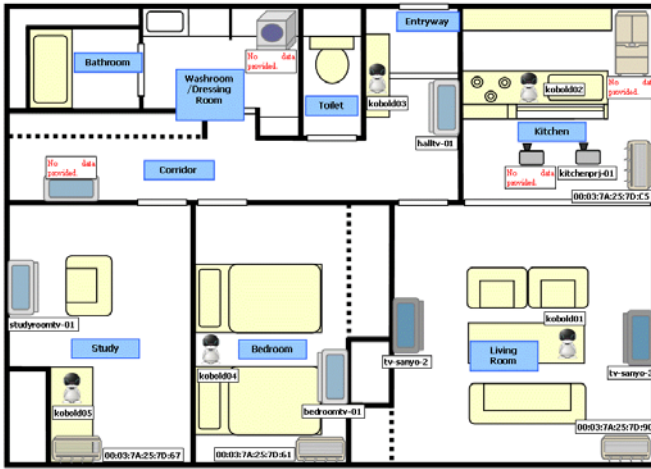 Entryway
Bathroom
No data
provided.
Washroom
/Dressing
Room
Toilet
kobold03
kobold02
No data
provided.
halltv-01
Kitchen
No data
provided.
Corridor
No data
provided.
kitchenprj-01
00:03:7A:25:7D:C5
studyroomtv-01
kobold01
Study
Bedroom
Living
Room
kobold04
tv-sanyo-2
tv-sanyo-3
kobold05
bedroomtv-01
00:03:7A:25:7D:67
00:03:7A:25:7D:61
00:03:7A:25:7D:90